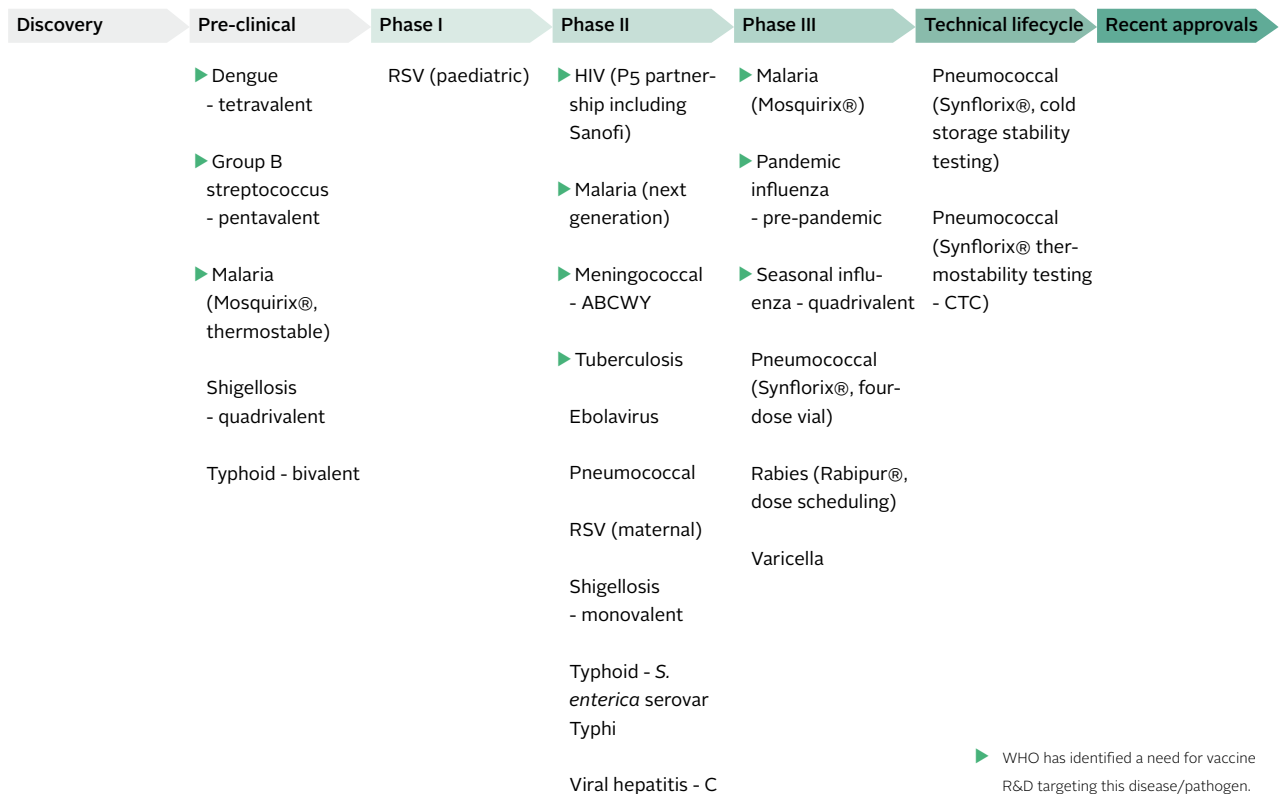 Discovery
Pre-clinical
Phase I
Phase II
Phase III
Technical lifecycle
Recent approvals
Dengue
- tetravalent
Group B
streptococcus
- pentavalent
Malaria
(Mosquirix®,
thermostable)
Shigellosis
- quadrivalent
Typhoid - bivalent
RSV (paediatric)
HIV (P5 partner-
ship including
Sanofi)
Malaria (next
generation)
Meningococcal
- ABCWY
Tuberculosis
Ebolavirus
Pneumococcal
RSV (maternal)
Shigellosis
- monovalent
Typhoid - S.
enterica serovar
Typhi
Viral hepatitis - C
Malaria
(Mosquirix®)
Pandemic
influenza
- pre-pandemic
Seasonal influ-
enza - quadrivalent
Pneumococcal
(Synflorix®, four-
dose vial)
Rabies (Rabipur®,
dose scheduling)
Varicella
Pneumococcal
(Synflorix®, cold
storage stability
testing)
Pneumococcal
(Synflorix® ther-
mostability testing
- CTC)
WHO has identified a need for vaccine
R&D targeting this disease/pathogen.